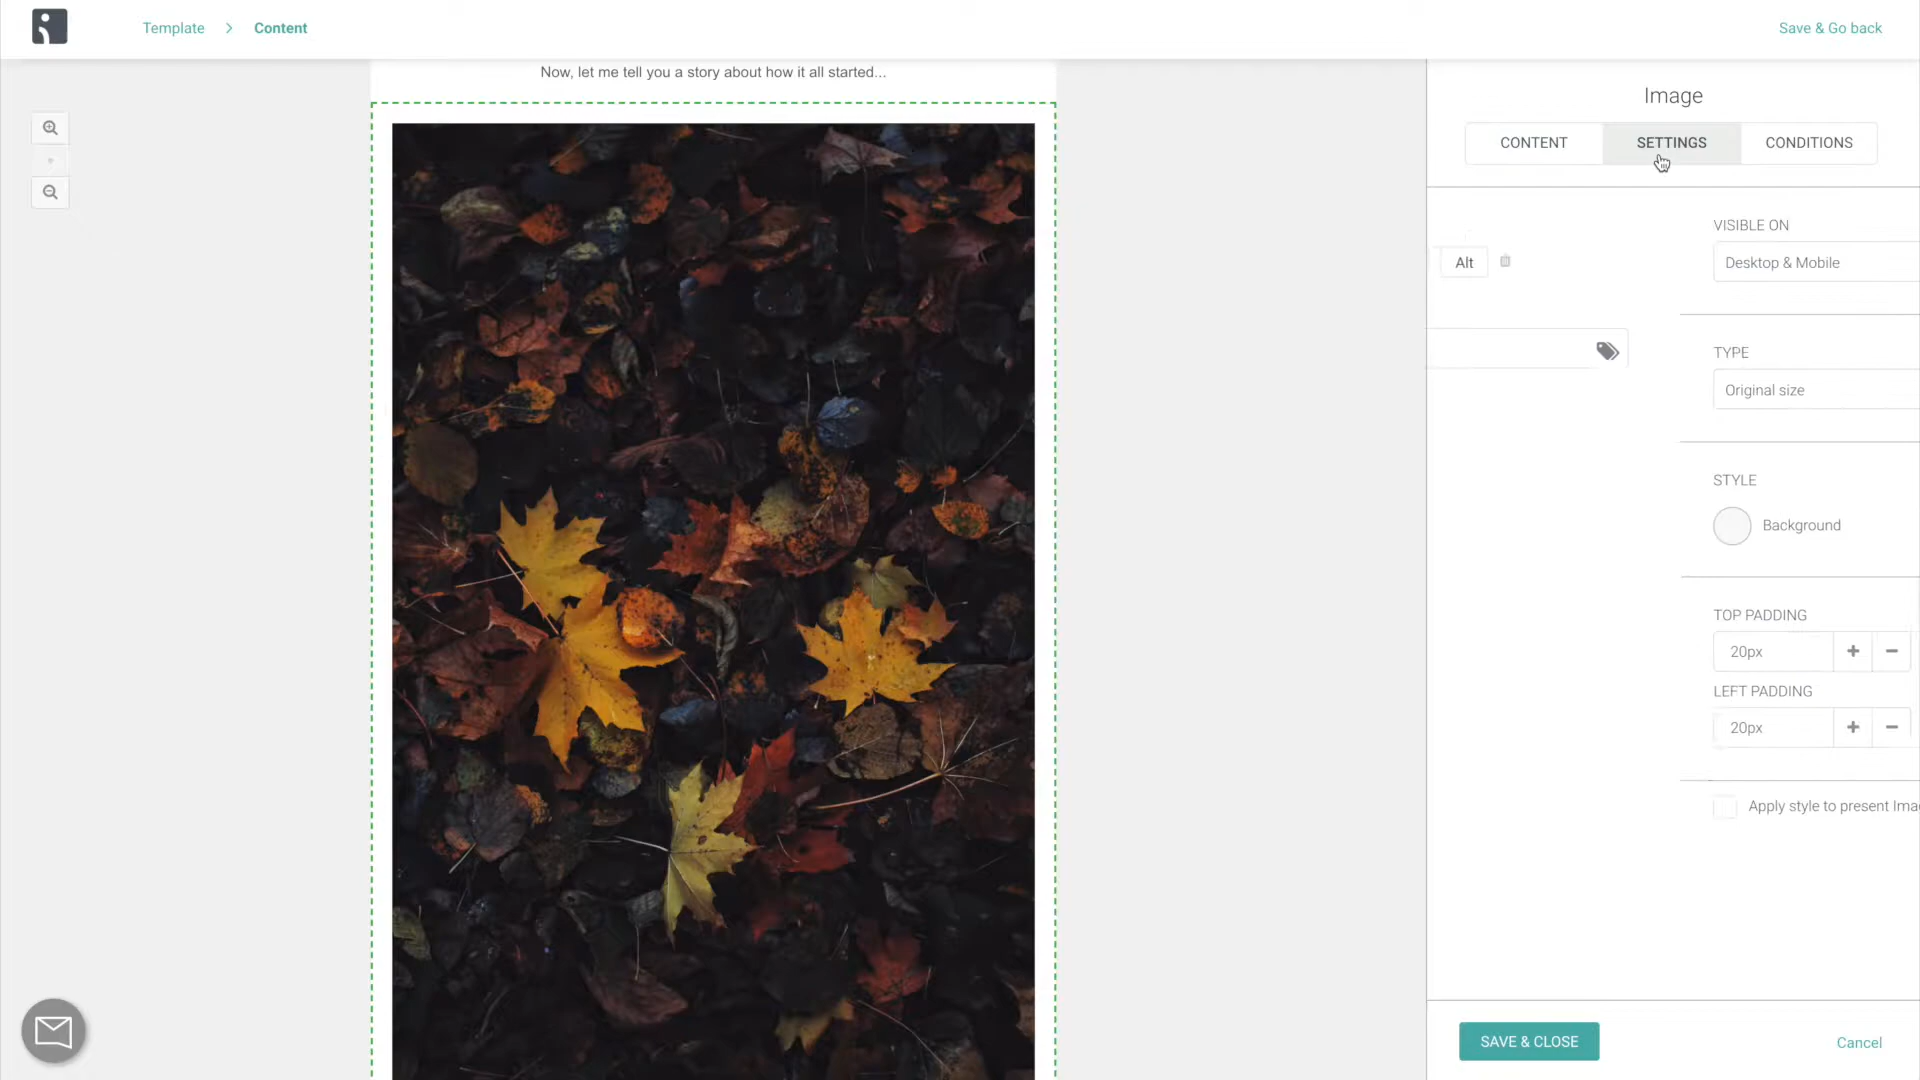 Template > Content
Save & Go back
Now, let me tell you a story about how it all started...
Image
CONTENT
SETTINGS
CONDITIONS
Alt
VISIBLE ON
Desktop & Mobile
TYPE
Original size
STYLE
Background
TOP PADDING
20px
LEFT PADDING
20px
Apply style to present
SAVE & CLOSE
Cancel